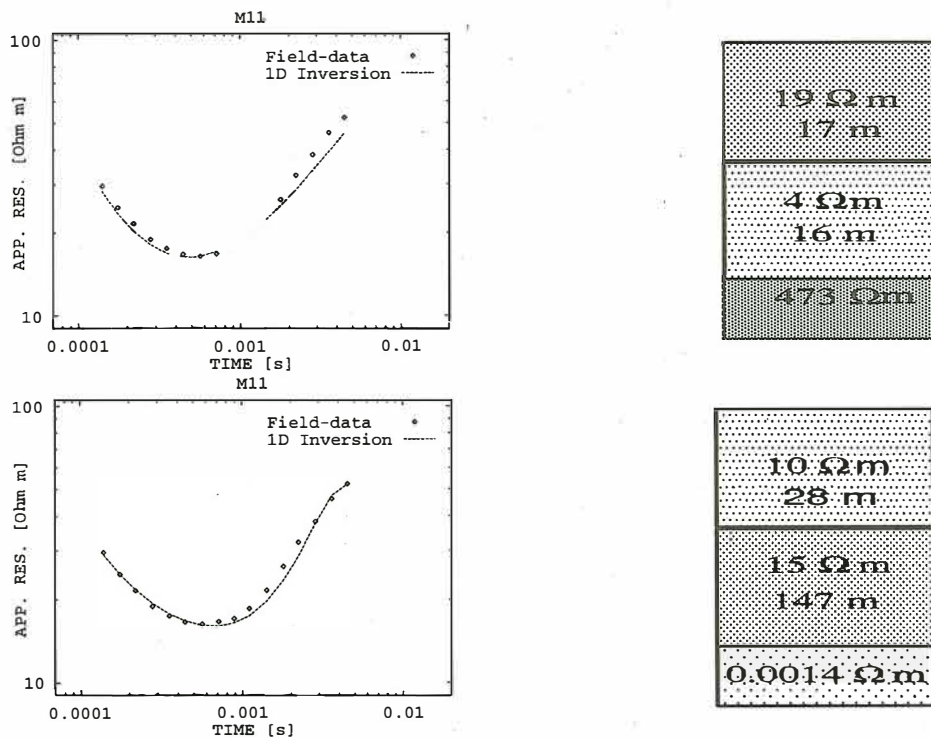 M11
100
Field-data
1D Inversion
APP. RES. [Ohm m]
10
0.0001
0.001
0.01
TIME [s]
19 Ωm
17 m
4 Ωm
16 m
473 Ωm
M11
100
Field-data
1D Inversion
APP. RES. [Ohm m]
10
0.0001
0.001
0.01
TIME [s]
10 Ωm
28 m
15 Ωm
147 m
0.0014 Ωm